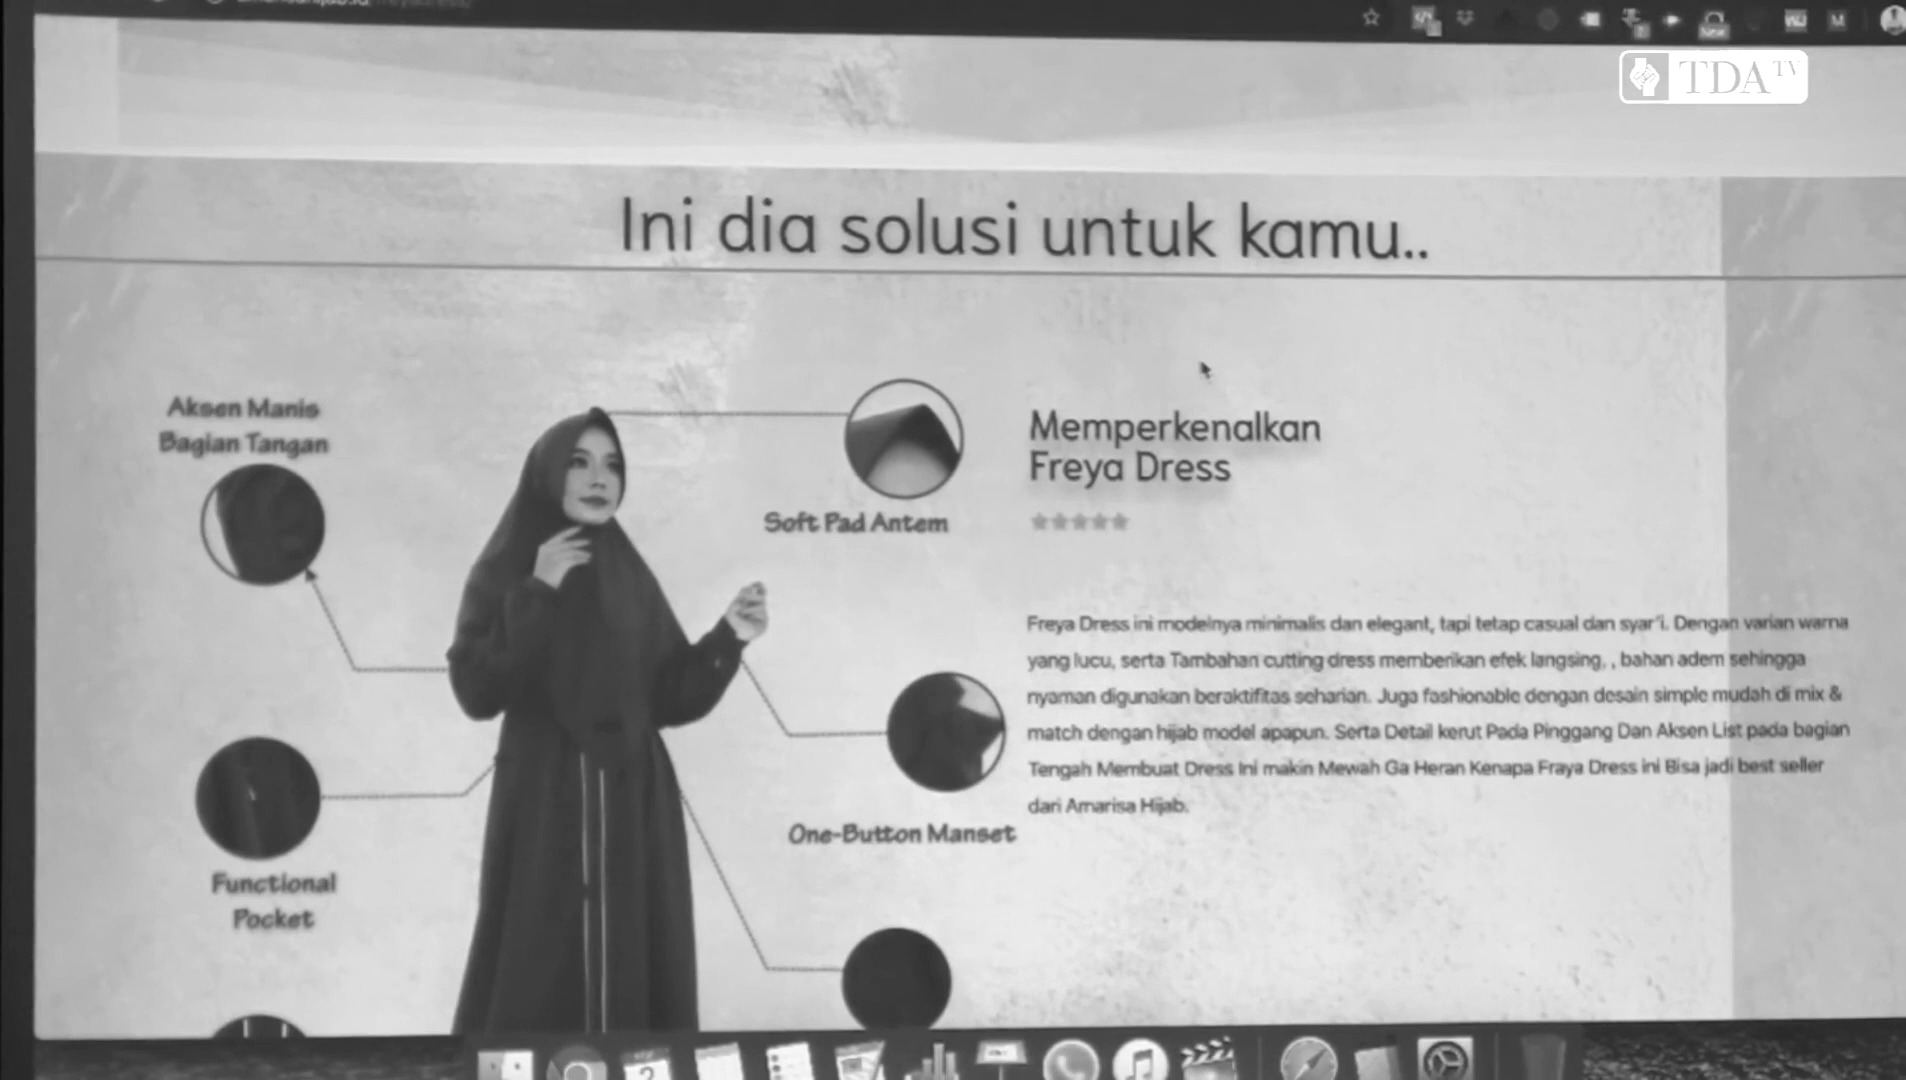 TDA TV
Ini dia solusi untuk kamu..
Aksen Manis
Bagian Tangan
Soft Pad Antem
Memperkenalkan
Freya Dress
Freya Dress ini modelnya minimalis dan elegant, tapi tetap casual dan syar'i. Dengan varian warna
yang lucu, serta Tambahan cutting dress memberikan efek langsing, , bahan adem sehingga
nyaman digunakan beraktifitas seharian. Juga fashionable dengan desain simple mudah di mix &
match dengan hijab model apapun. Serta Detail kerut Pada Pinggang Dan Aksen List pada bagian
Tengah Membuat Dress Ini makin Mewah Ga Heran Kenapa Fraya Dress ini Bisa jadi best seller
dari Amarisa Hijab.
One-Button Manset
Functional
Pocket